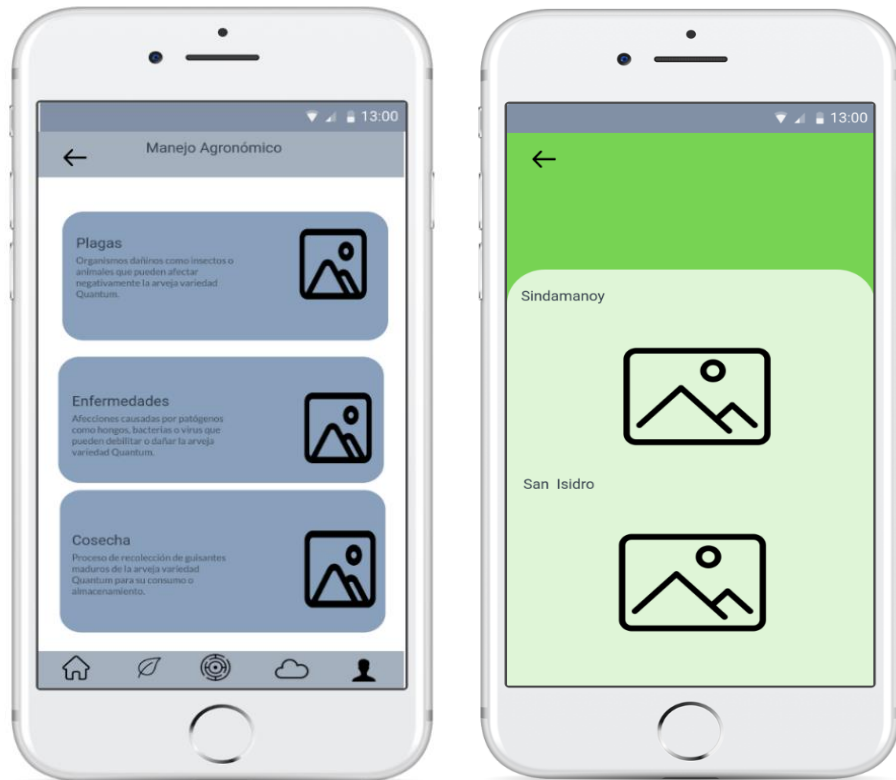 13:00
Manejo Agronómico
Plagas
Organismos dañinos como insectos o
animales que pueden afectar
negativamente la arveja variedad
Quantum.
Enfermedades
Afecciones causadas por patógenos
como hongos, bacterias o virus que
pueden debilitar o dañar la arveja
variedad Quantum.
Cosecha
Proceso de recolección de guisantes
maduros de la arveja variedad
Quantum para su consumo o
almacenamiento.
13:00
Sindamanoy
San Isidro